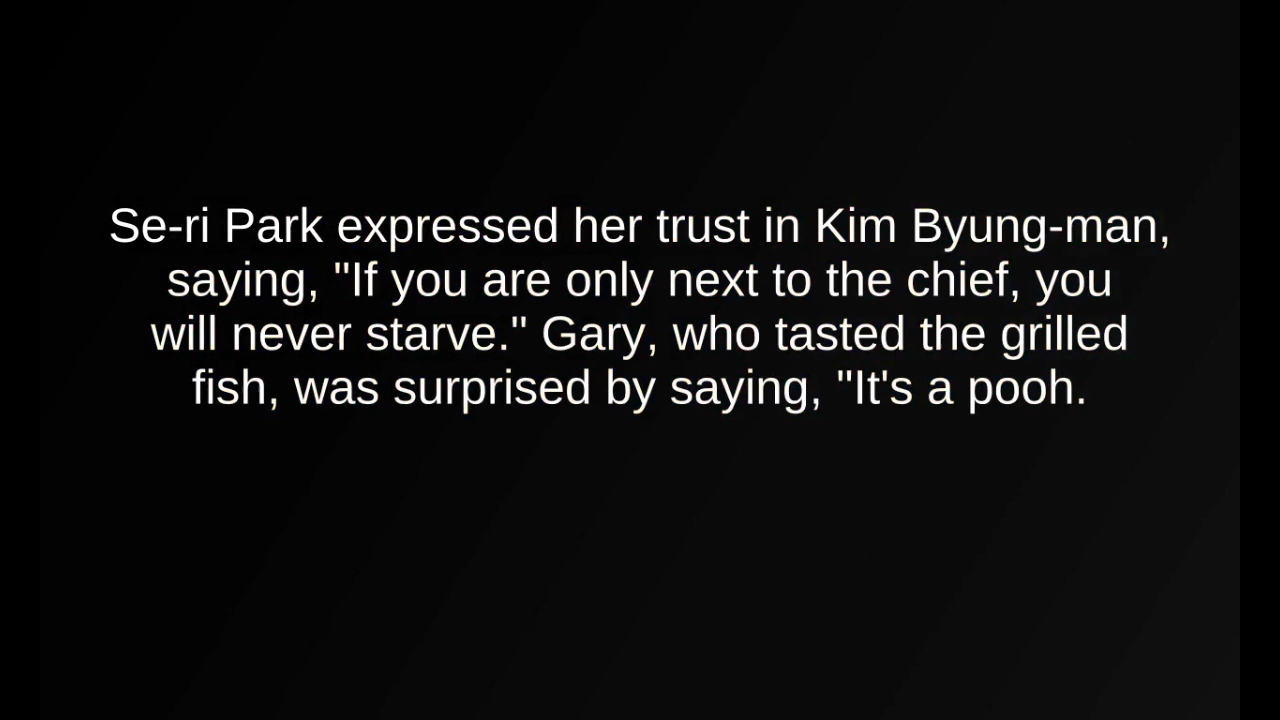 Se-ri Park expressed her trust in Kim Byung-man,
saying, "If you are only next to the chief, you
will never starve." Gary, who tasted the grilled
fish, was surprised by saying, "It's a pooh.